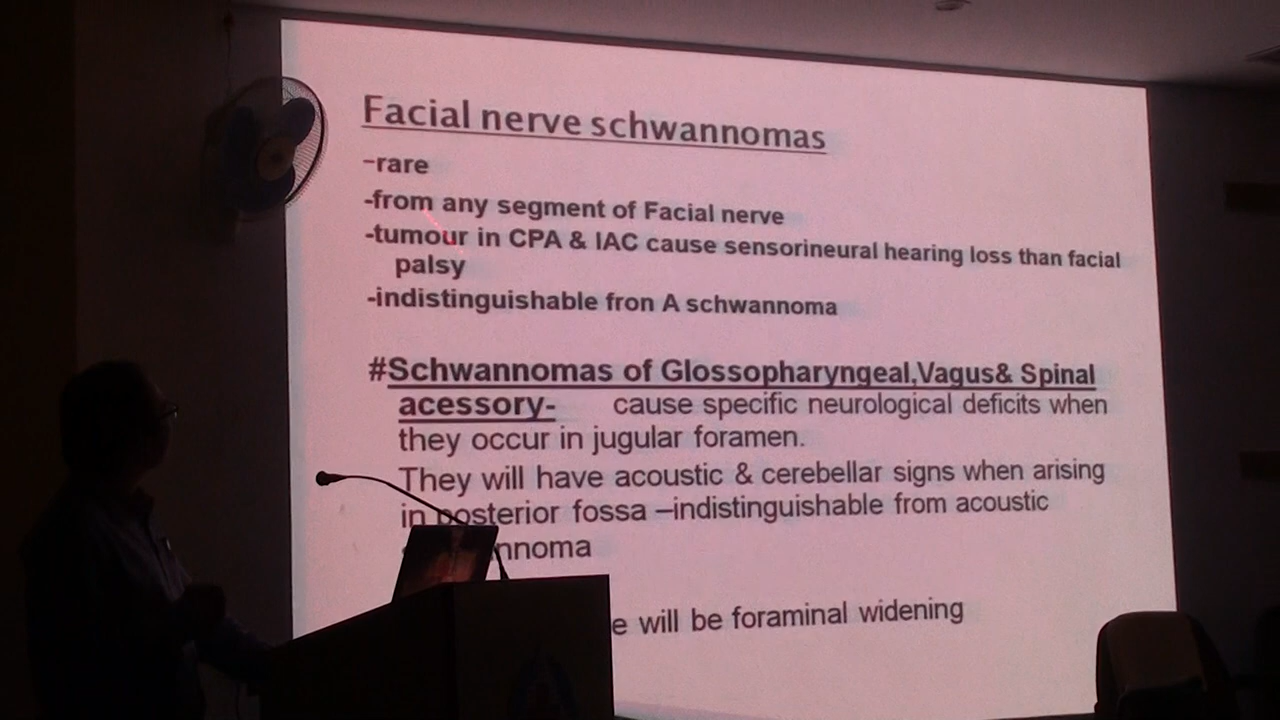 Facial nerve schwannomas
-rare
-from any segment of Facial nerve
-tumour in CPA & IAC cause sensorineural hearing loss than facial
palsy
-indistinguishable fron A schwannoma
#Schwannomas of Glossopharyngeal,Vagus& Spinal
acessory- cause specific neurological deficits when
they occur in jugular foramen.
They will have acoustic & cerebellar signs when arising
in posterior fossa –indistinguishable from acoustic
nnoma
e will be foraminal widening